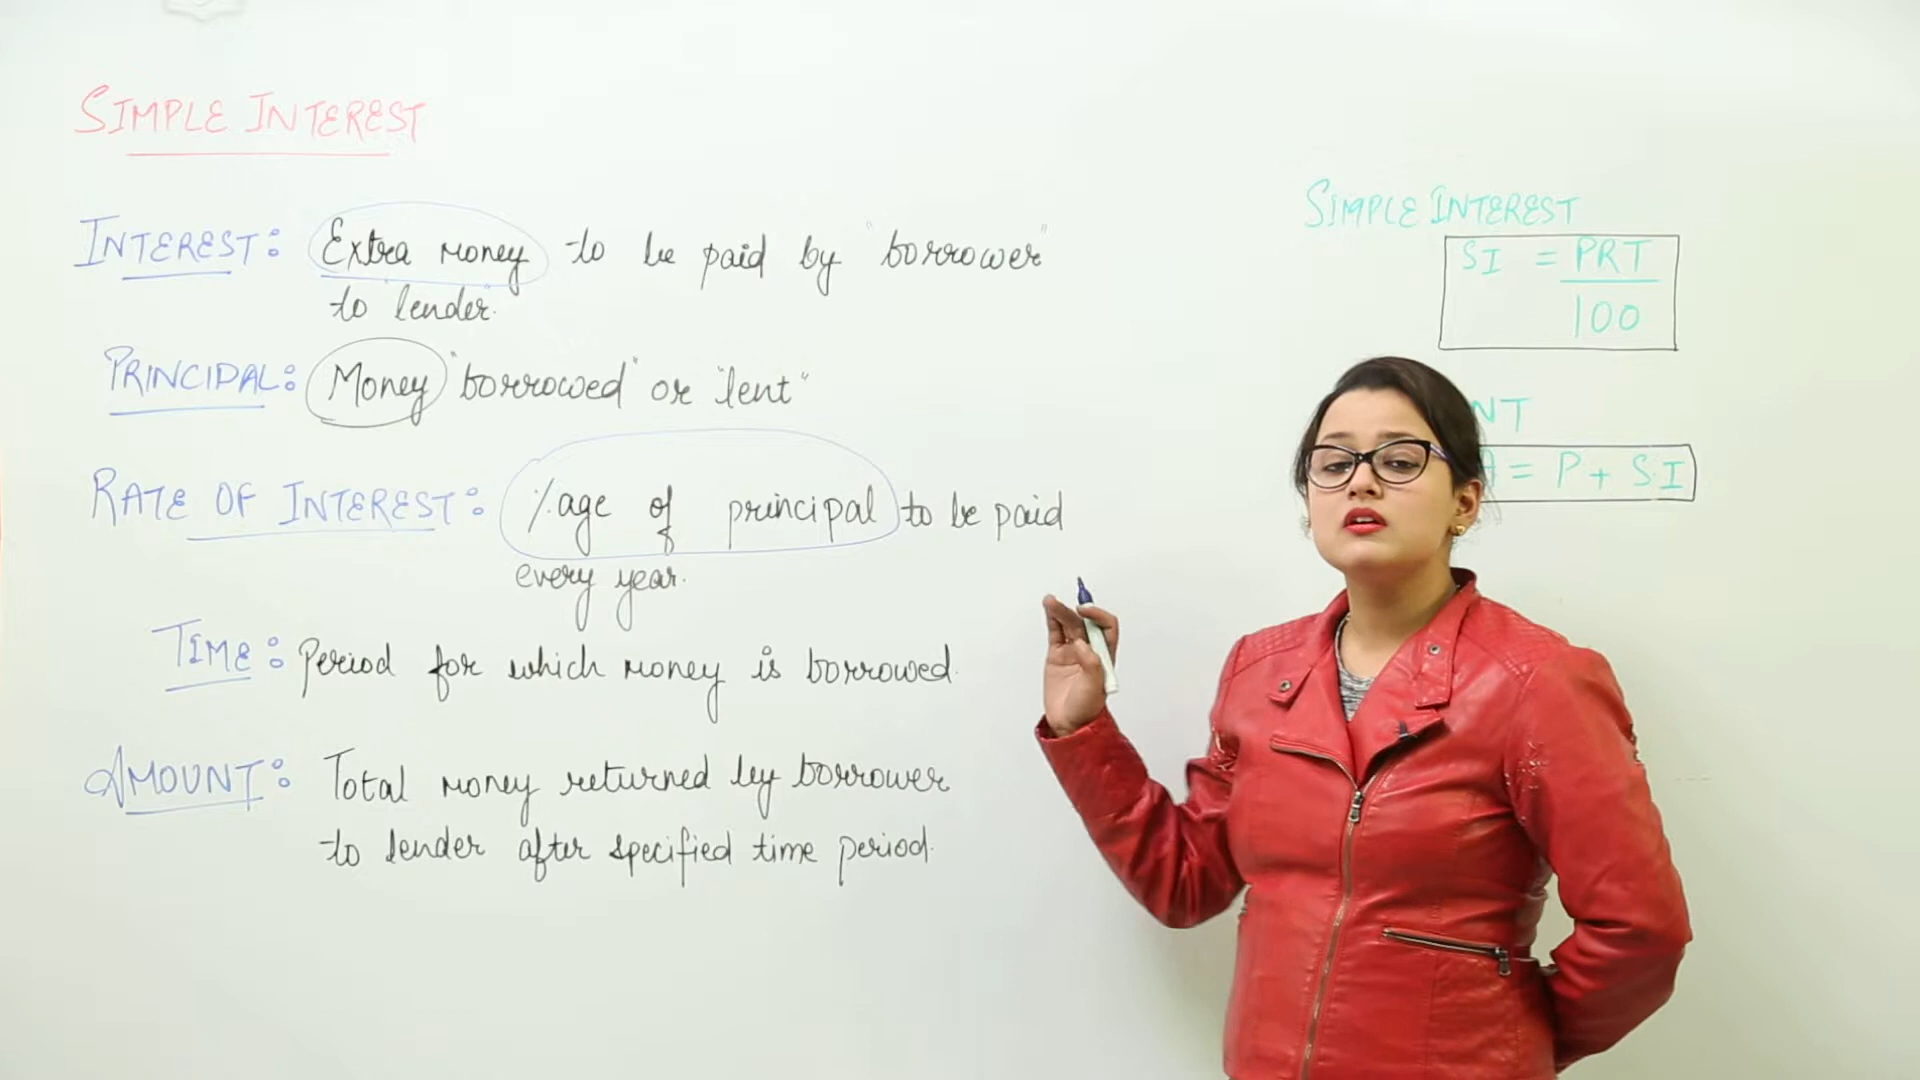 SIMPLE INTEREST
INTEREST: Extra money to be paid by "borrower"
to lender.
PRINCIPAL: Money "borrowed" or "lent"
RATE OF INTEREST: %age of principal to be paid
every year.
TIME: Period for which money is borrowed.
AMOUNT: Total money returned by borrower
to lender after specified time period.
SIMPLE INTEREST
SI = PRT
100
NT
A = P + S.I